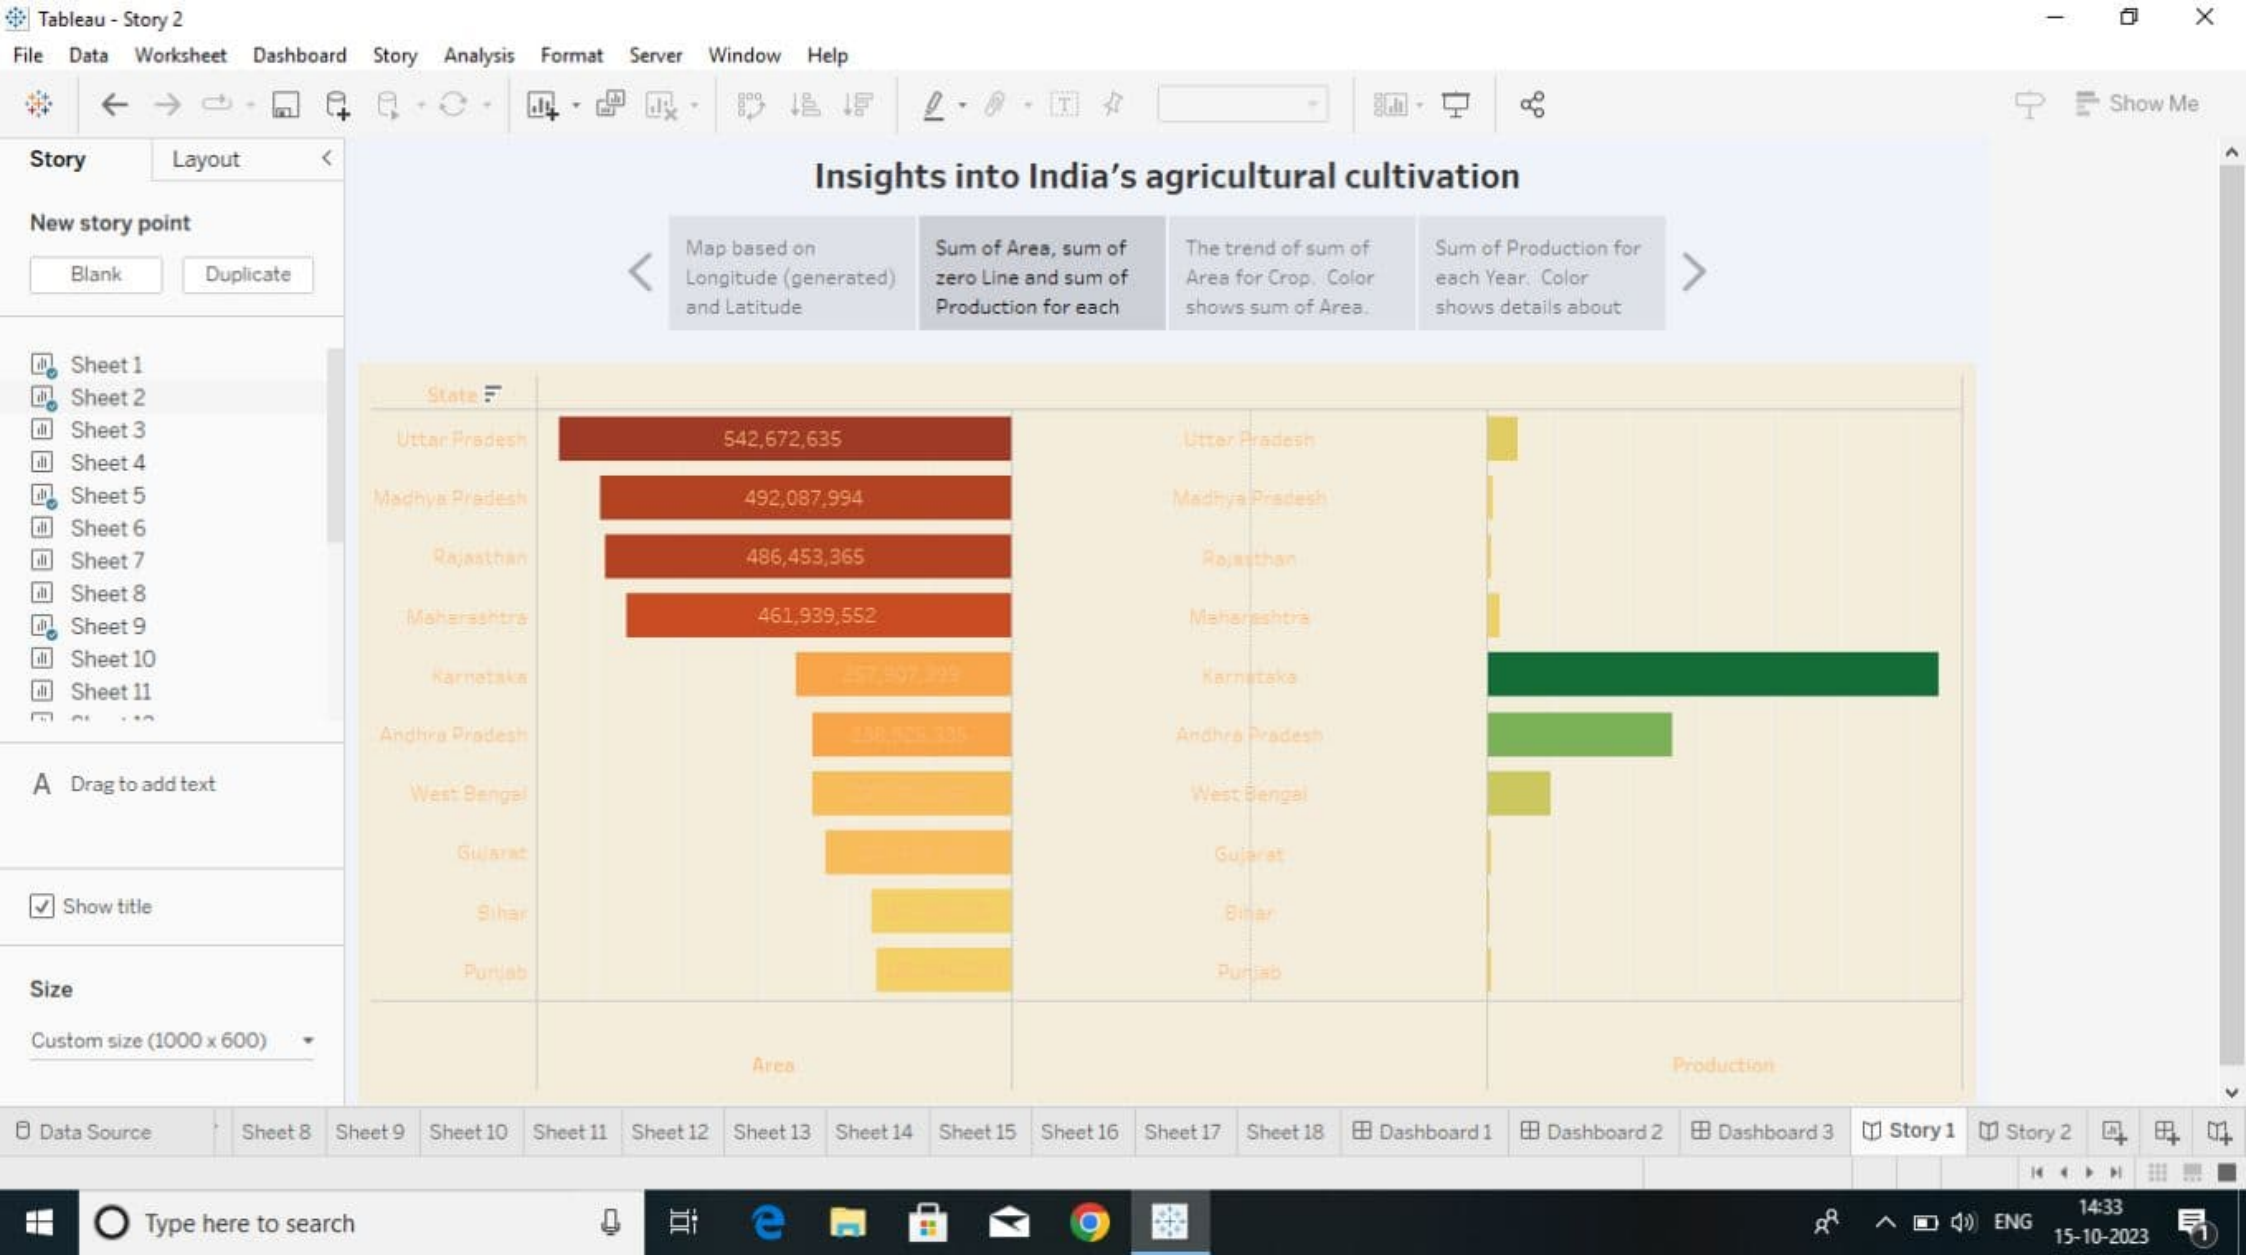 Tableau - Story 2
File Data Worksheet Dashboard Story Analysis Format Server Window Help
Show Me
Story Layout
New story point
Blank Duplicate
Sheet 1
Sheet 2
Sheet 3
Sheet 4
Sheet 5
Sheet 6
Sheet 7
Sheet 8
Sheet 9
Sheet 10
Sheet 11
A Drag to add text
Show title
Size
Custom size (1000 x 600)
Insights into India's agricultural cultivation
Map based on
Longitude (generated)
and Latitude
Sum of Area, sum of
zero Line and sum of
Production for each
The trend of sum of
Area for Crop. Color
shows sum of Area.
Sum of Production for
each Year. Color
shows details about
State
Uttar Pradesh 542,672,635 Uttar Pradesh
Madhya Pradesh 492,087,994 Madhya Pradesh
Rajasthan 486,453,365 Rajasthan
Maharashtra 461,939,552 Maharashtra
Karnataka Karnataka
Andhra Pradesh Andhra Pradesh
West Bengal West Bengal
Gujarat Gujarat
Bihar Bihar
Punjab Punjab
Area Production
Data Source Sheet 8 Sheet 9 Sheet 10 Sheet 11 Sheet 12 Sheet 13 Sheet 14 Sheet 15 Sheet 16 Sheet 17 Sheet 18 Dashboard 1 Dashboard 2 Dashboard 3 Story 1 Story 2
Type here to search
ENG
14:33
15-10-2023
1